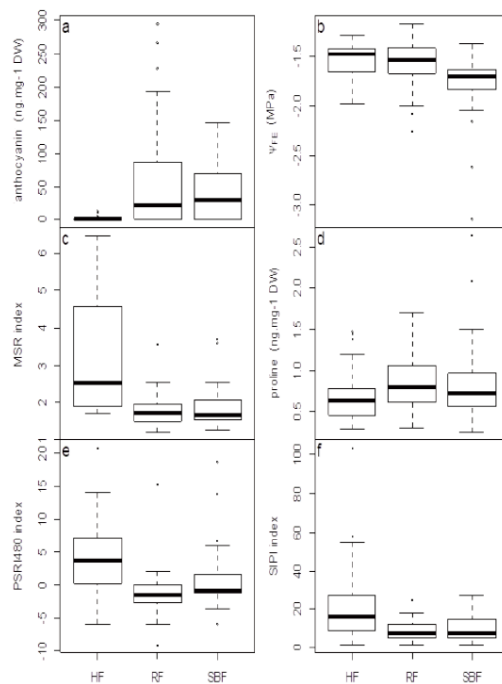 a
anthocyanin (ng.mg-1 DW)
0
50
100
150
200
250
300
b
ΨFE (MPa)
-3.0
-2.5
-2.0
-1.5
c
MSR index
1
2
3
4
5
6
d
proline (ng.mg-1 DW)
0.5
1.0
1.5
2.0
2.5
e
PSRI480 index
-10
-5
0
5
10
15
20
HF
RF
SBF
f
SIPI index
0
20
40
60
80
100
HF
RF
SBF